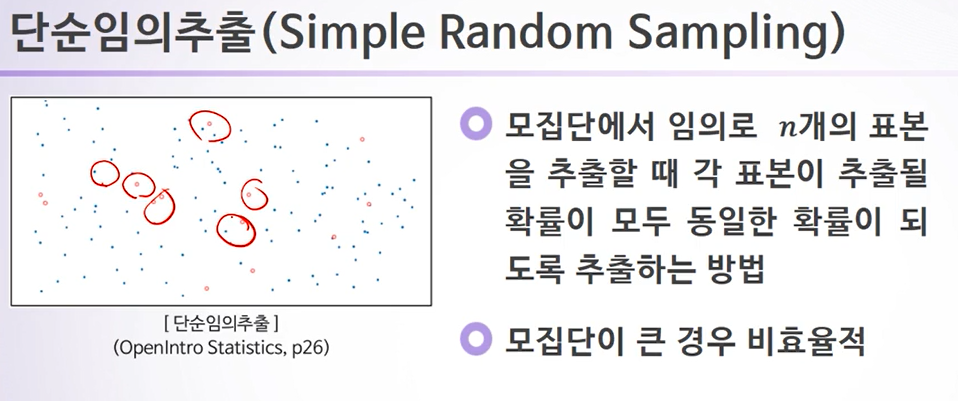 단순임의추출(Simple Random Sampling)
모집단에서 임의로 n개의 표본
을 추출할 때 각 표본이 추출될
확률이 모두 동일한 확률이 되
도록 추출하는 방법
모집단이 큰 경우 비효율적
[ 단순임의추출 ]
(OpenIntro Statistics, p26)